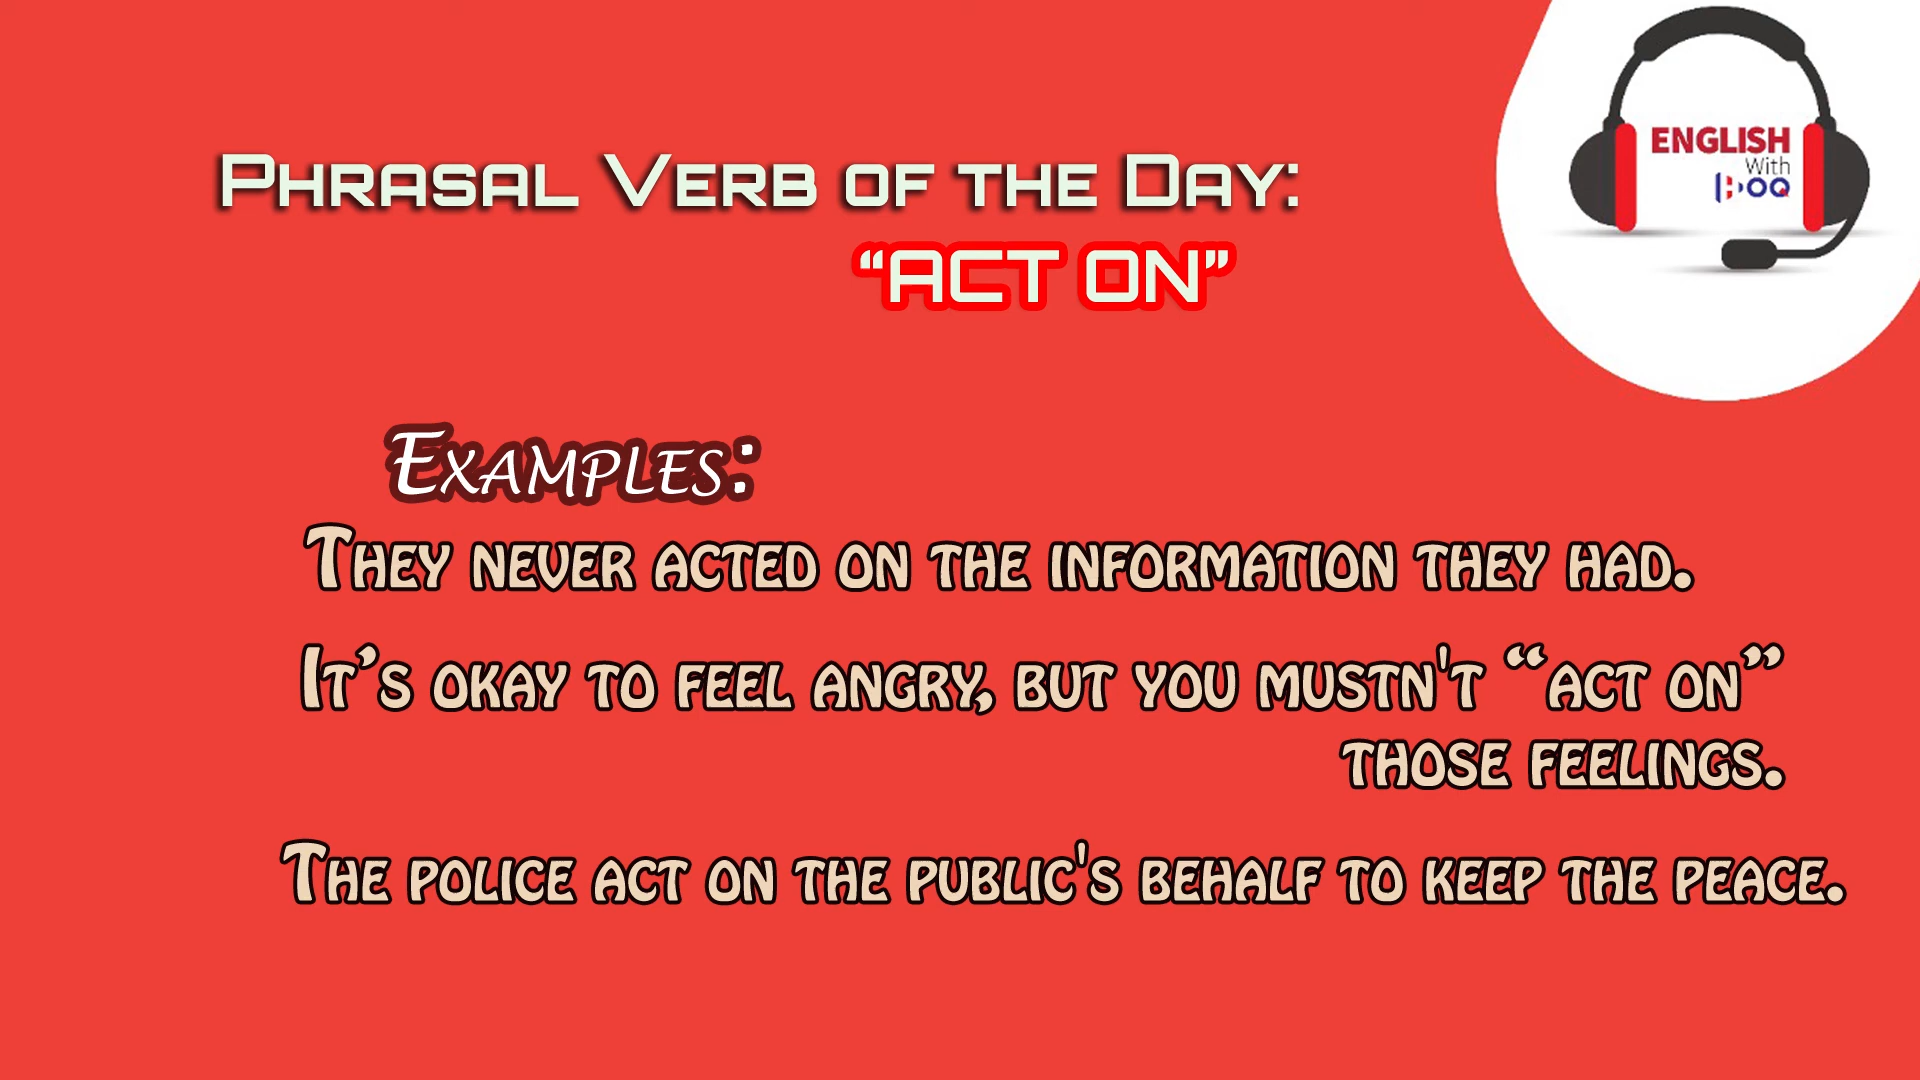 Phrasal Verb of the Day:
“ACT ON”
ENGLISH
With
Examples:
They never acted on the information they had.
It’s okay to feel angry, but you mustn't “act on”
those feelings.
The police act on the public's behalf to keep the peace.